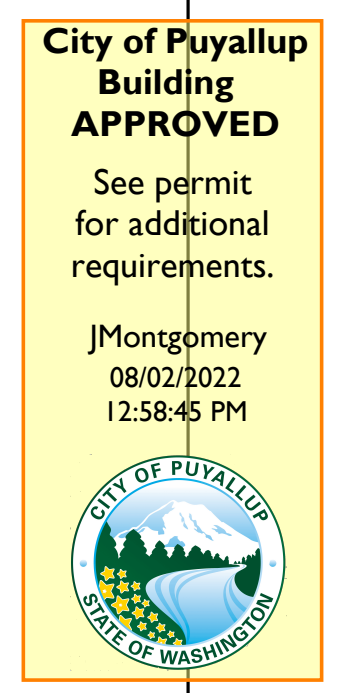 City of Puyallup
Building
APPROVED
See permit
for additional
requirements.
JMontgomery
08/02/2022
12:58:45 PM
CITY OF PUYALLUP
STATE OF WASHINGTON